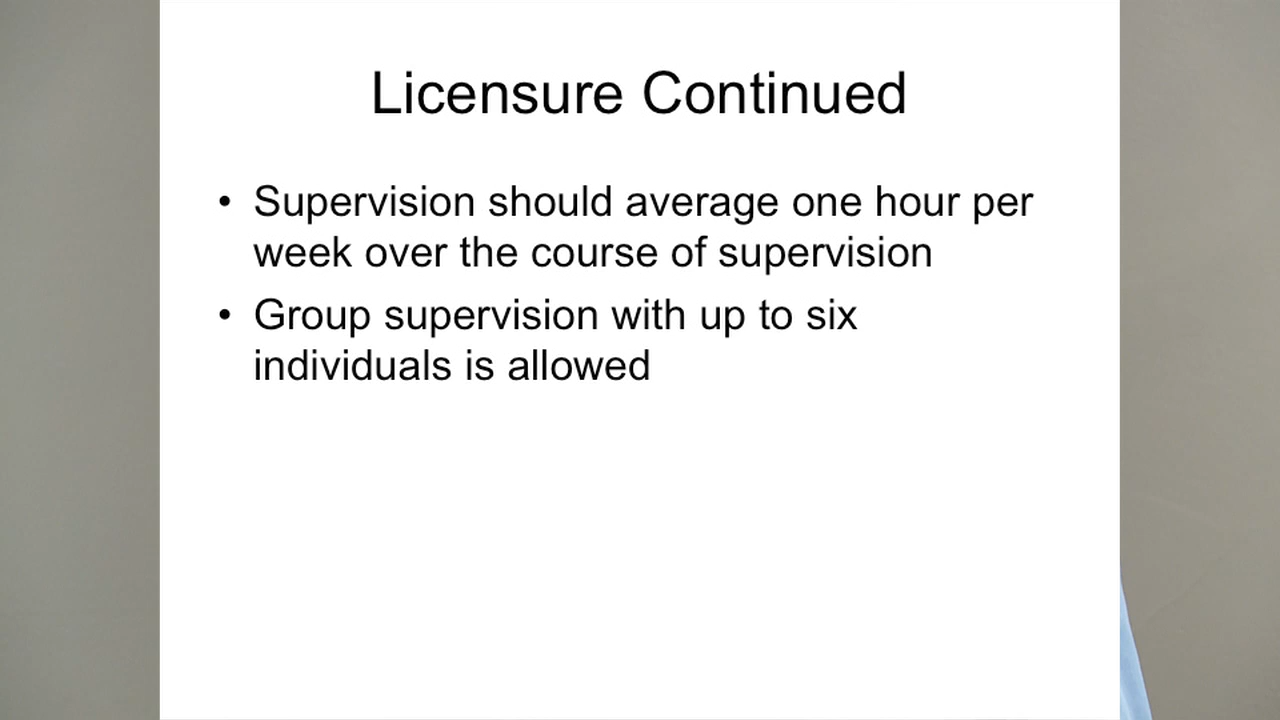 Licensure Continued
• Supervision should average one hour per
week over the course of supervision
• Group supervision with up to six
individuals is allowed